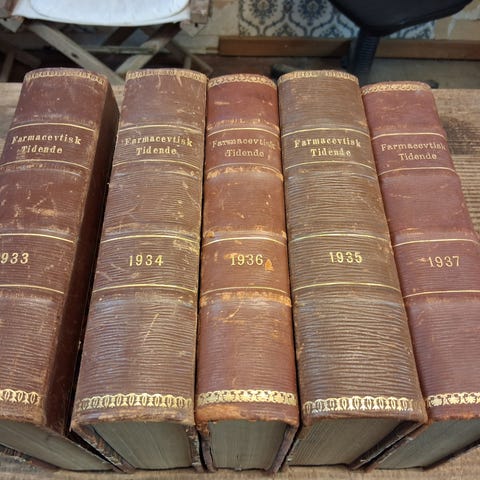 Farmacevtisk
Tidende
933
Farmacevtisk
Tidende
1934
Farmacevtisk
Tidende
1936
Farmacevtisk
Tidende
1935
Farmacevtisk
Tidende
1937